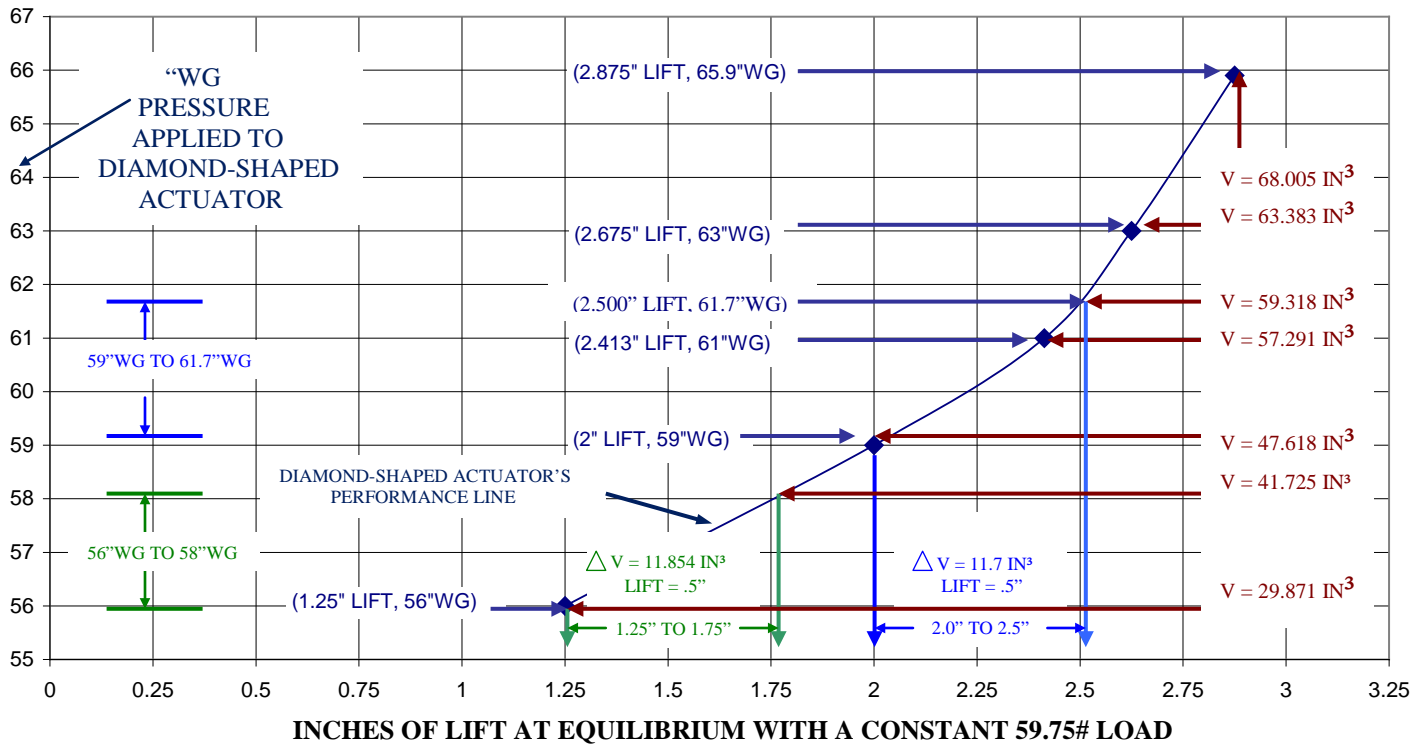 67
66
65
64
63
62
61
60
59
58
57
56
55
“WG
PRESSURE
APPLIED TO
DIAMOND-SHAPED
ACTUATOR
(2.875" LIFT, 65.9"WG)
V = 68.005 IN³
V = 63.383 IN³
(2.675" LIFT, 63"WG)
(2.500” LIFT, 61.7”WG)
V = 59.318 IN³
(2.413" LIFT, 61"WG)
V = 57.291 IN³
59”WG TO 61.7”WG
(2" LIFT, 59"WG)
V = 47.618 IN³
DIAMOND-SHAPED ACTUATOR’S
PERFORMANCE LINE
V = 41.725 IN³
56”WG TO 58”WG
△ V = 11.854 IN³
LIFT = .5”
△ V = 11.7 IN³
LIFT = .5”
(1.25" LIFT, 56"WG)
V = 29.871 IN³
1.25” TO 1.75”
2.0” TO 2.5”
0 0.25 0.5 0.75 1 1.25 1.5 1.75 2 2.25 2.5 2.75 3 3.25
INCHES OF LIFT AT EQUILIBRIUM WITH A CONSTANT 59.75# LOAD